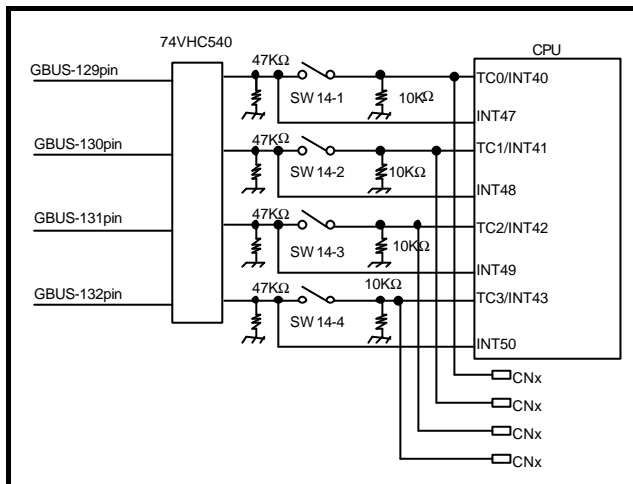 74VHC540
CPU
47KΩ
GBUS-129pin
SW 14-1
10KΩ
TC0/INT40
INT47
47KΩ
GBUS-130pin
SW 14-2
10KΩ
TC1/INT41
INT48
47KΩ
GBUS-131pin
SW 14-3
10KΩ
TC2/INT42
INT49
47KΩ
10KΩ
GBUS-132pin
SW 14-4
TC3/INT43
INT50
CNx
CNx
CNx
CNx